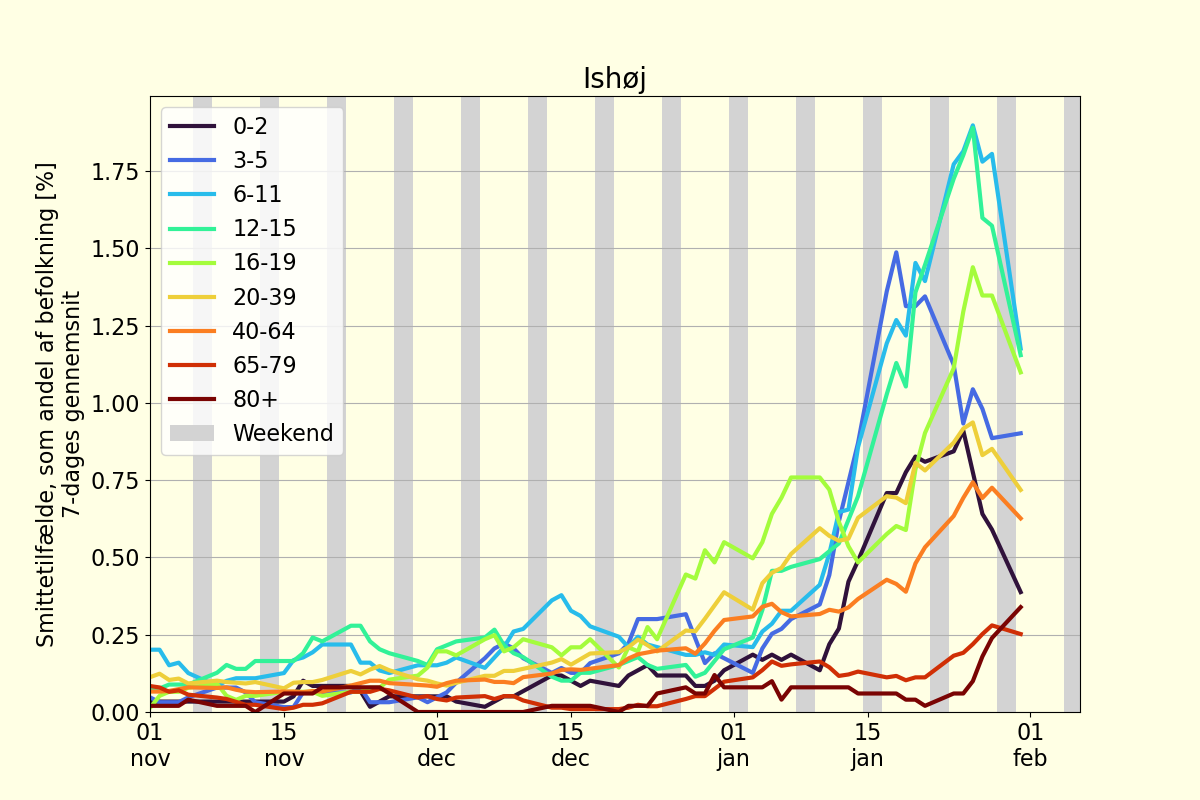 Ishøj
Smittetilfælde, som andel af befolkning [%]
7-dages gennemsnit
1.75
1.50
1.25
1.00
0.75
0.50
0.25
0.00
0-2
3-5
6-11
12-15
16-19
20-39
40-64
65-79
80+
Weekend
01 15 01 15 01 15 01
nov nov dec dec jan jan feb